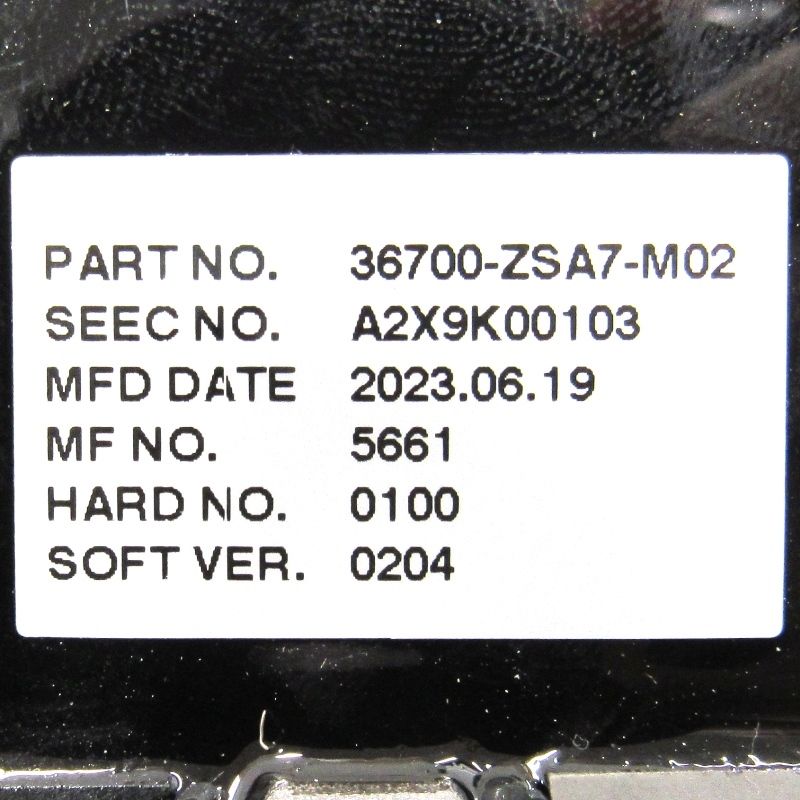 PART NO. 36700-ZSA7-M02
SEEC NO. A2X9K00103
MFD DATE 2023.06.19
MF NO. 5661
HARD NO. 0100
SOFT VER. 0204